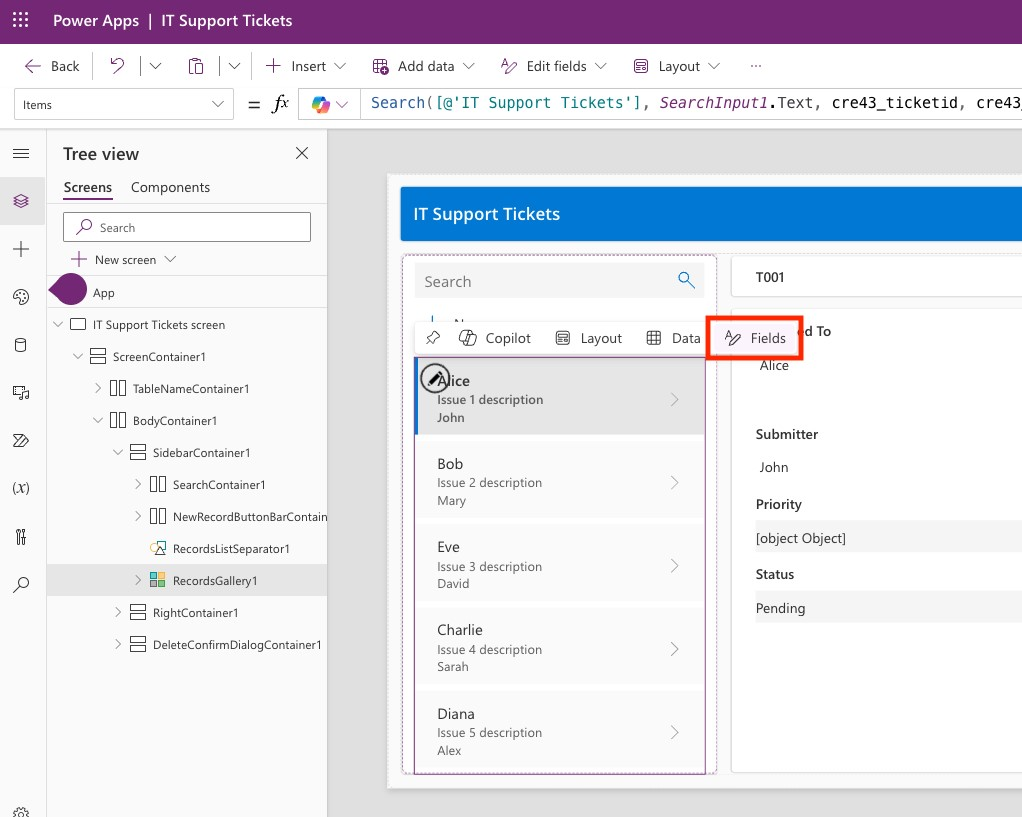 Power Apps | IT Support Tickets
Back
Insert
Add data
Edit fields
Layout
...
Items
= fx
Search([@'IT Support Tickets'], SearchInput1.Text, cre43_ticketid, cre43_
Tree view
Screens
Components
Search
New screen
App
IT Support Tickets screen
ScreenContainer1
TableNameContainer1
BodyContainer1
SidebarContainer1
SearchContainer1
NewRecordButtonBarContain
RecordsListSeparator1
RecordsGallery1
RightContainer1
DeleteConfirmDialogContainer1
(x)
IT Support Tickets
Search
Copilot
Layout
Data
Fields
Alice
Issue 1 description
John
Bob
Issue 2 description
Mary
Eve
Issue 3 description
David
Charlie
Issue 4 description
Sarah
Diana
Issue 5 description
Alex
T001
ed To
Alice
Submitter
John
Priority
[object Object]
Status
Pending